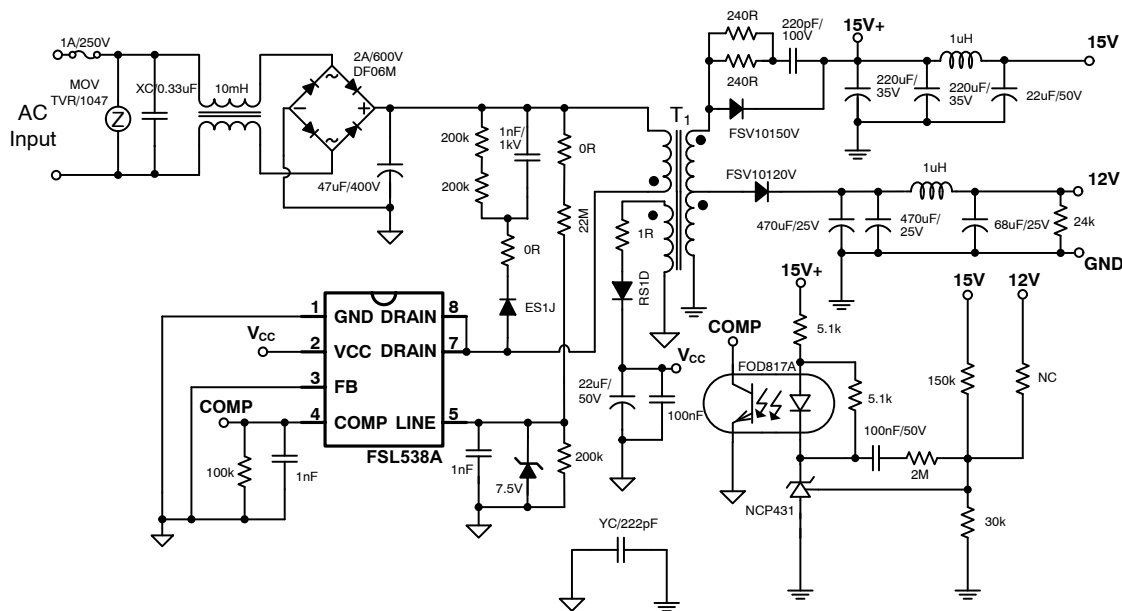 1A/250V
2A/600V
DF06M
240R
220pF/
100V
15V+
1uH
15V
MOV
TVR/1047
XC/0.33uF
10mH
Z
AC
Input
~
−
+
~
47uF/400V
200k
200k
1nF/
1kV
0R
0R
22M
ES1J
T1
240R
FSV10150V
220uF/
35V
220uF/
35V
22uF/50V
FSV10120V
1uH
12V
470uF/25V
470uF/
25V
68uF/25V
24k
GND
1R
RS1D
VCC
22uF/
50V
100nF
1 GND DRAIN 8
VCC 2 VCC DRAIN 7
3 FB
COMP 4 COMP LINE 5
FSL538A
100k
1nF
1nF
7.5V
200k
15V+
15V
12V
COMP
5.1k
FOD817A
5.1k
150k
NC
100nF/50V
2M
NCP431
30k
YC/222pF